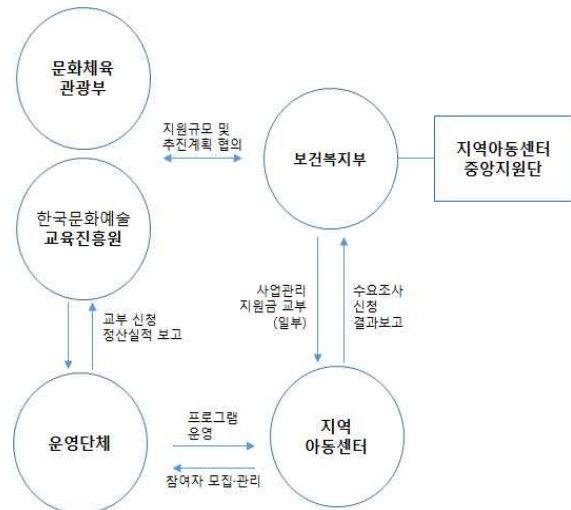 문화체육
관광부
지원규모 및
추진계획 협의
보건복지부
지역아동센터
중앙지원단
한국문화예술
교육진흥원
사업관리
지원금 교부
(일부)
수요조사
신청
결과보고
교부 신청
정산실적 보고
운영단체
프로그램
운영
참여자 모집·관리
지역
아동센터